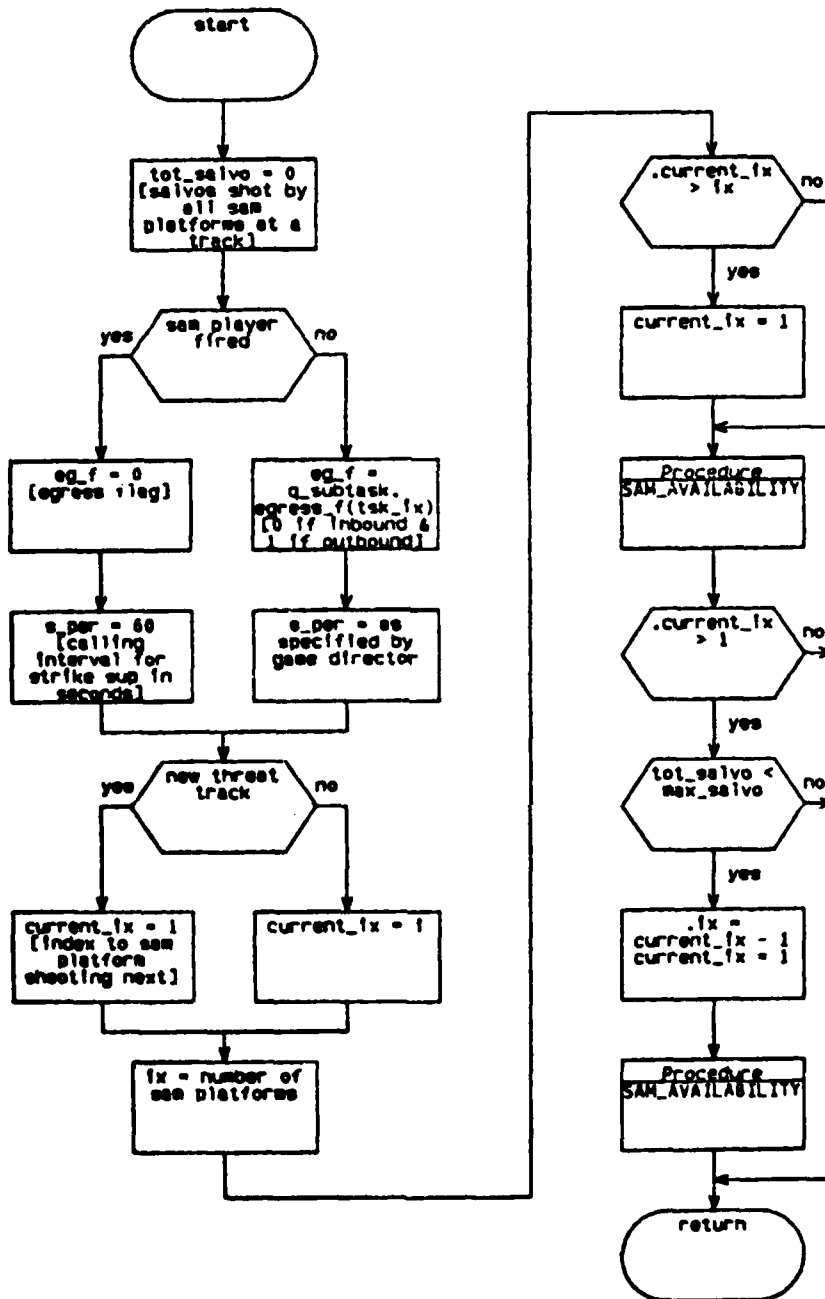 start
tot_salvo = 0
[salvos shot by
all sam
platforms at a
track]
sam player
fired
yes
no
eg_f = 0
[egress flag]
eg_f =
q_subtask.
egress_f(tsk_ix)
[0 if inbound &
1 if outbound]
s_per = 60
[calling
interval for
strike sup in
seconds]
s_per = as
specified by
game director
new threat
track
yes
no
current_ix = 1
[index to sam
platform
shooting next]
current_ix = i
ix = number of
sam platforms
.current_ix
> ix
no
yes
current_ix = 1
Procedure
SAM_AVAILABILITY
.current_ix
> 1
no
yes
tot_salvo <
max_salvo
no
yes
.ix =
current_ix - 1
current_ix = 1
Procedure
SAM_AVAILABILITY
return